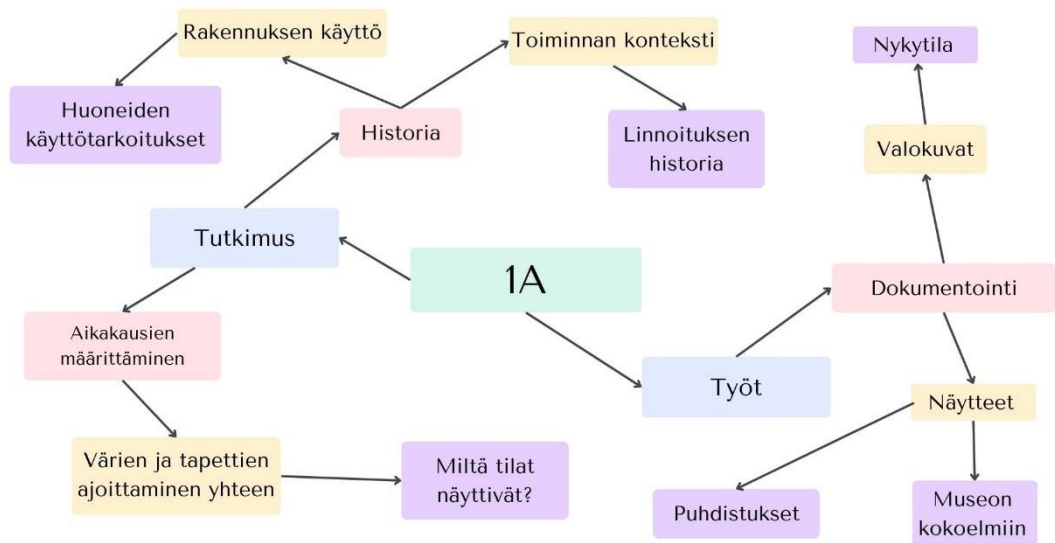 Rakennuksen käyttö
Toiminnan konteksti
Nykytila
Huoneiden
käyttötarkoitukset
Historia
Linnoituksen
historia
Valokuvat
Tutkimus
1A
Dokumentointi
Aikakausien
määrittäminen
Työt
Näytteet
Värien ja tapettien
ajoittaminen yhteen
Miltä tilat
näyttivät?
Puhdistukset
Museon
kokoelmiin